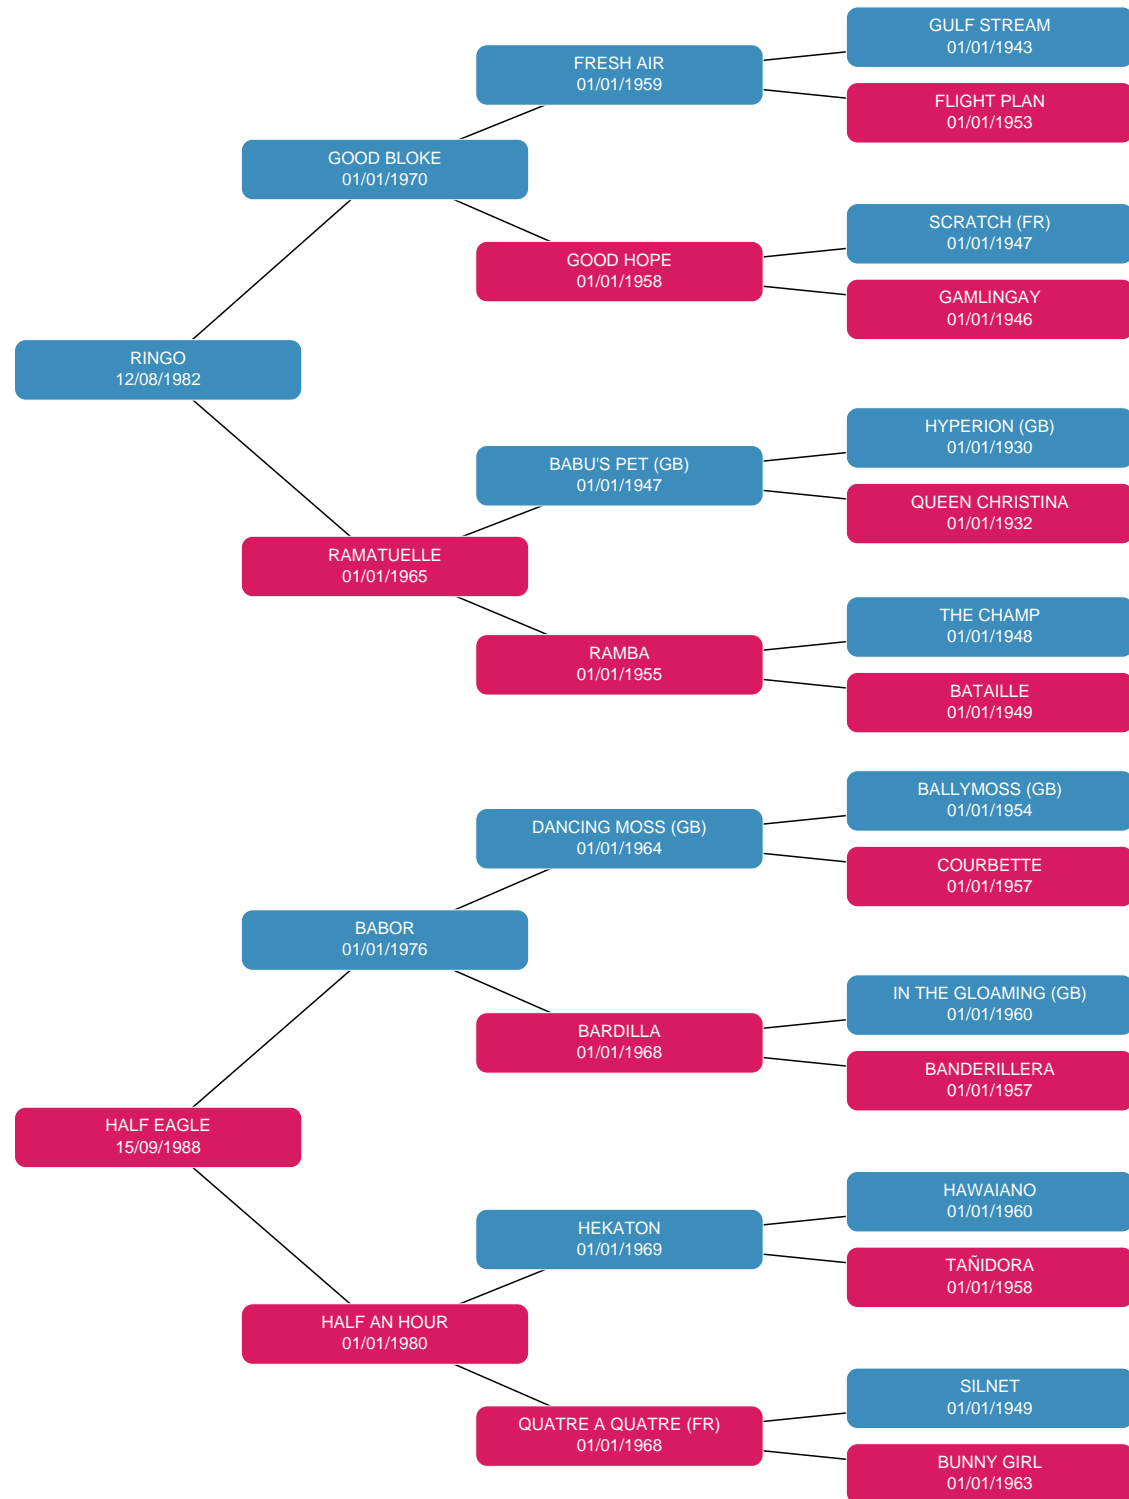 GULF STREAM
01/01/1943
FRESH AIR
01/01/1959
FLIGHT PLAN
01/01/1953
GOOD BLOKE
01/01/1970
SCRATCH (FR)
01/01/1947
GOOD HOPE
01/01/1958
GAMLINGAY
01/01/1946
RINGO
12/08/1982
HYPERION (GB)
01/01/1930
BABU'S PET (GB)
01/01/1947
QUEEN CHRISTINA
01/01/1932
RAMATUELLE
01/01/1965
THE CHAMP
01/01/1948
RAMBA
01/01/1955
BATAILLE
01/01/1949
BALLYMOSS (GB)
01/01/1954
DANCING MOSS (GB)
01/01/1964
COURBETTE
01/01/1957
BABOR
01/01/1976
IN THE GLOAMING (GB)
01/01/1960
BARDILLA
01/01/1968
BANDERILLERA
01/01/1957
HALF EAGLE
15/09/1988
HAWAIANO
01/01/1960
HEKATON
01/01/1969
TAÑIDORA
01/01/1958
HALF AN HOUR
01/01/1980
SILNET
01/01/1949
QUATRE A QUATRE (FR)
01/01/1968
BUNNY GIRL
01/01/1963